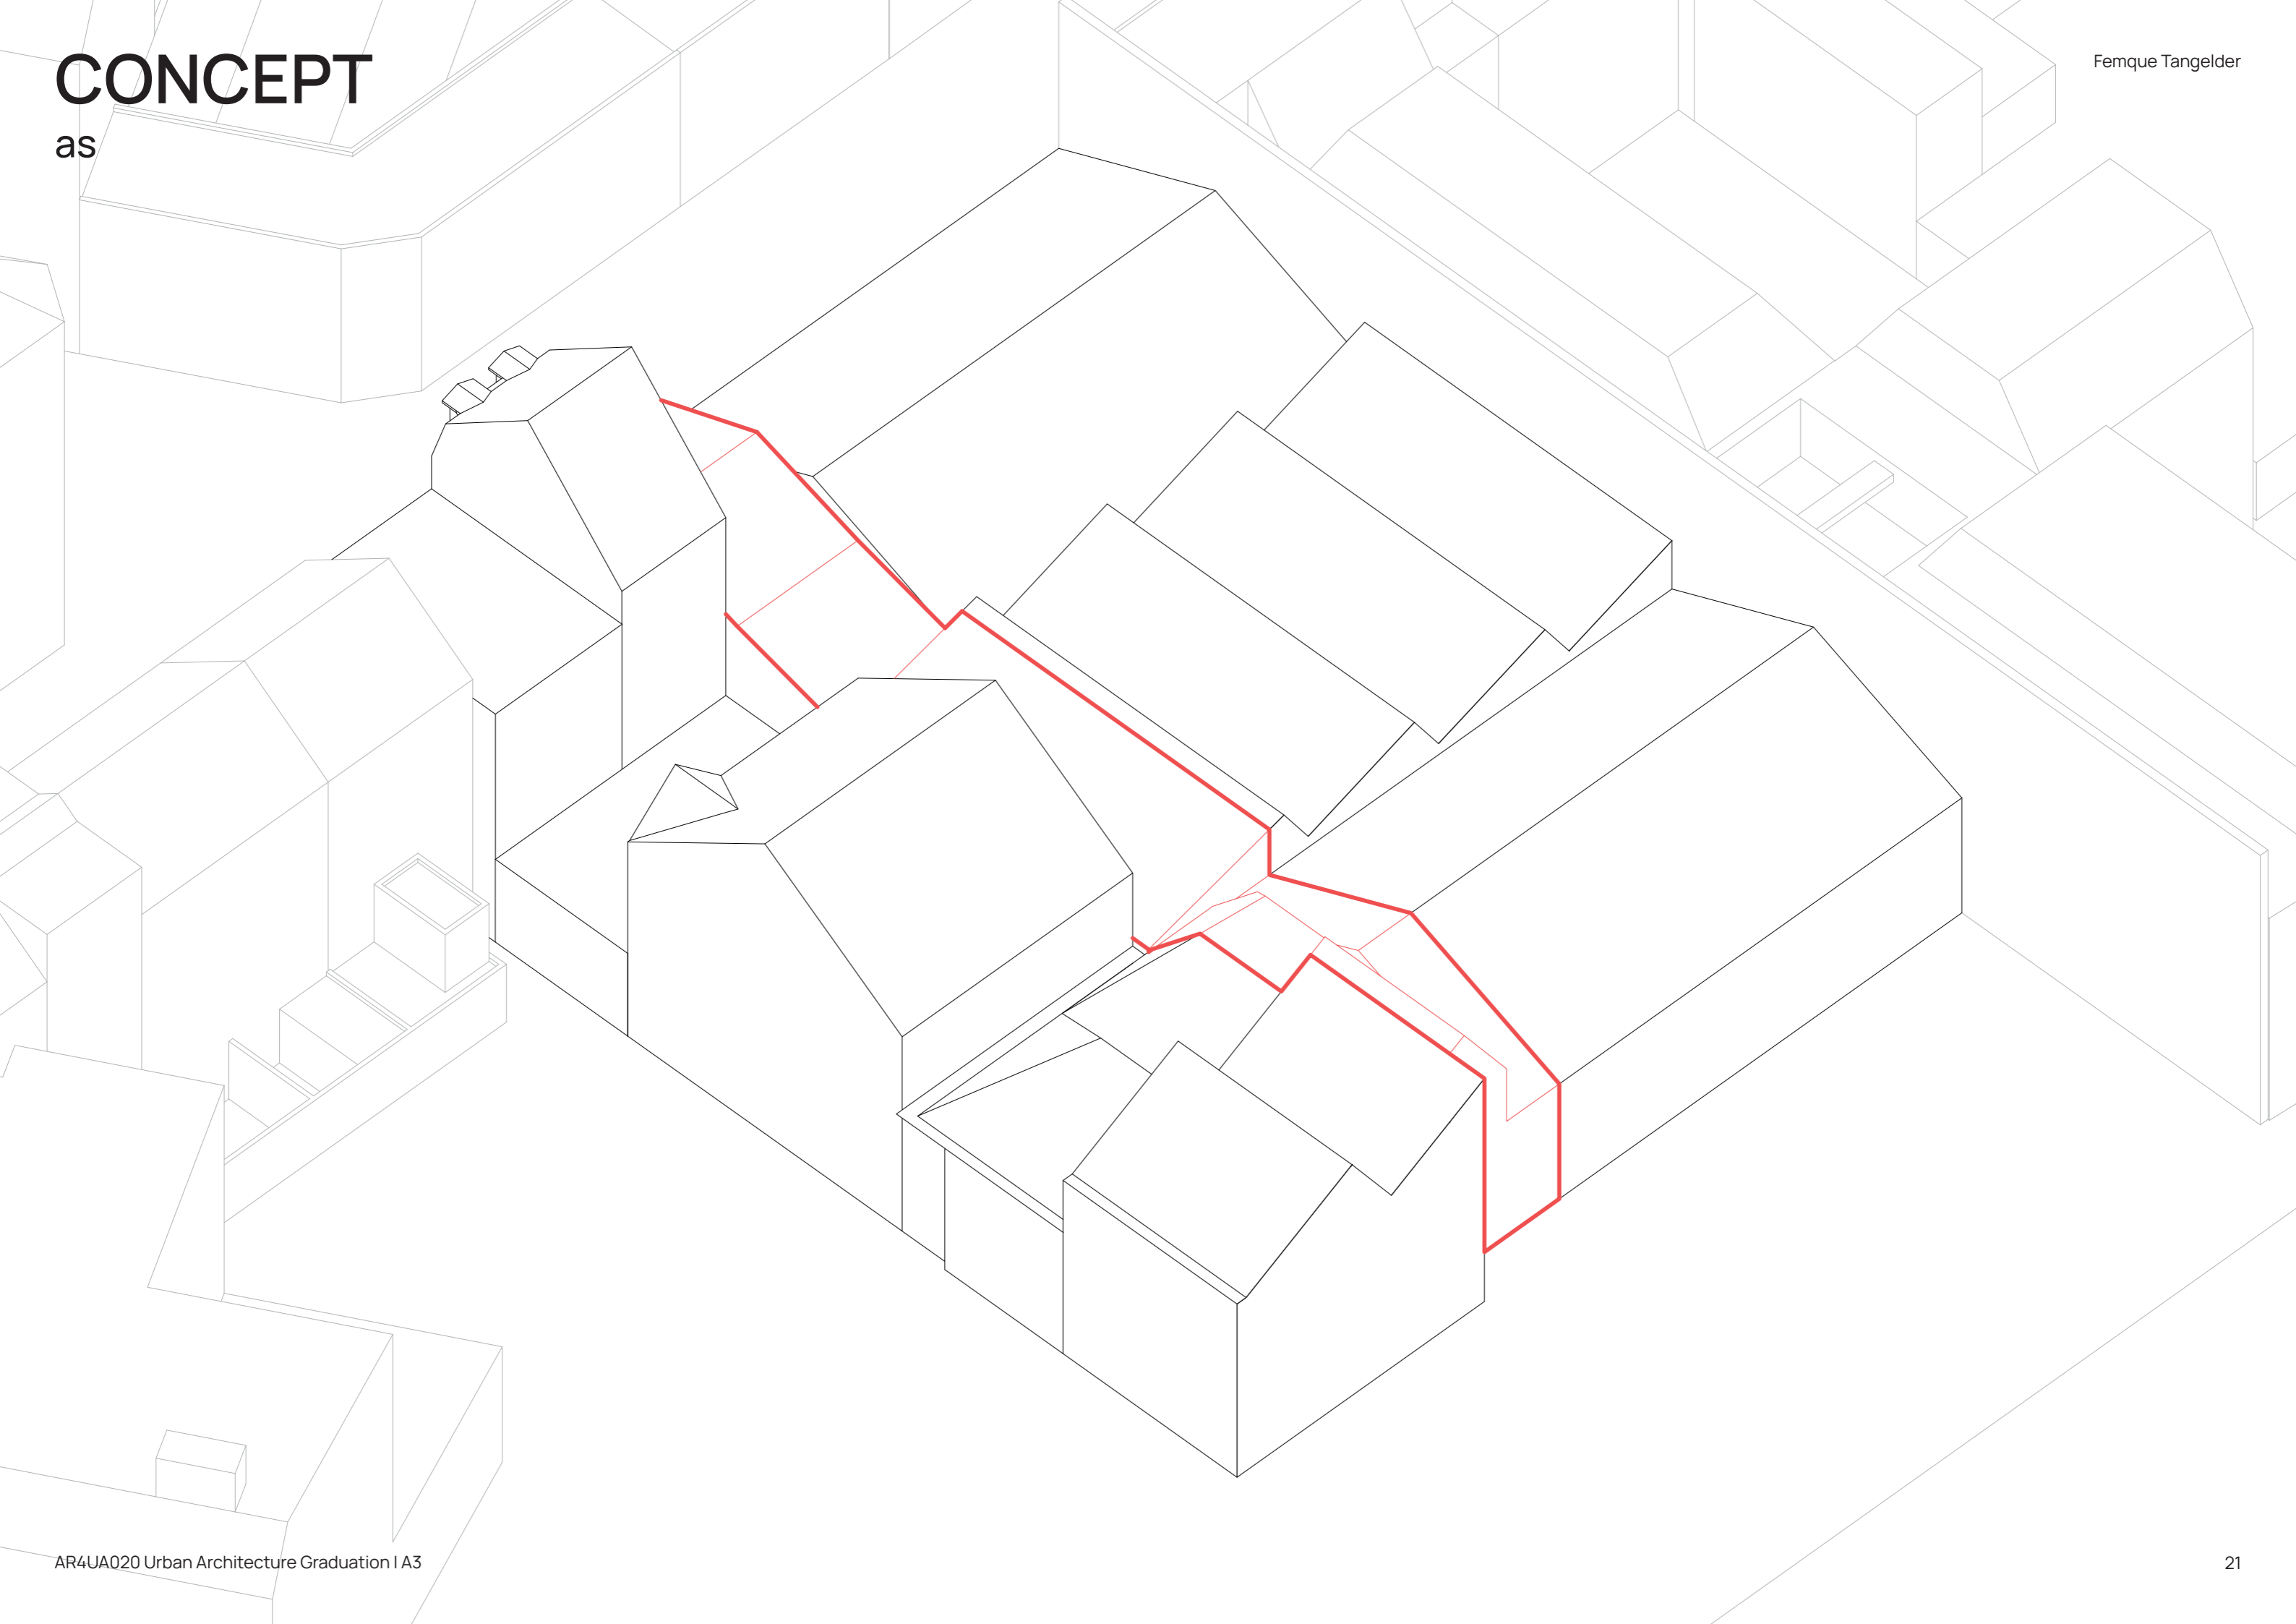 CONCEPT
as
Femque Tangelder
AR4UA020 Urban Architecture Graduation | A3
21